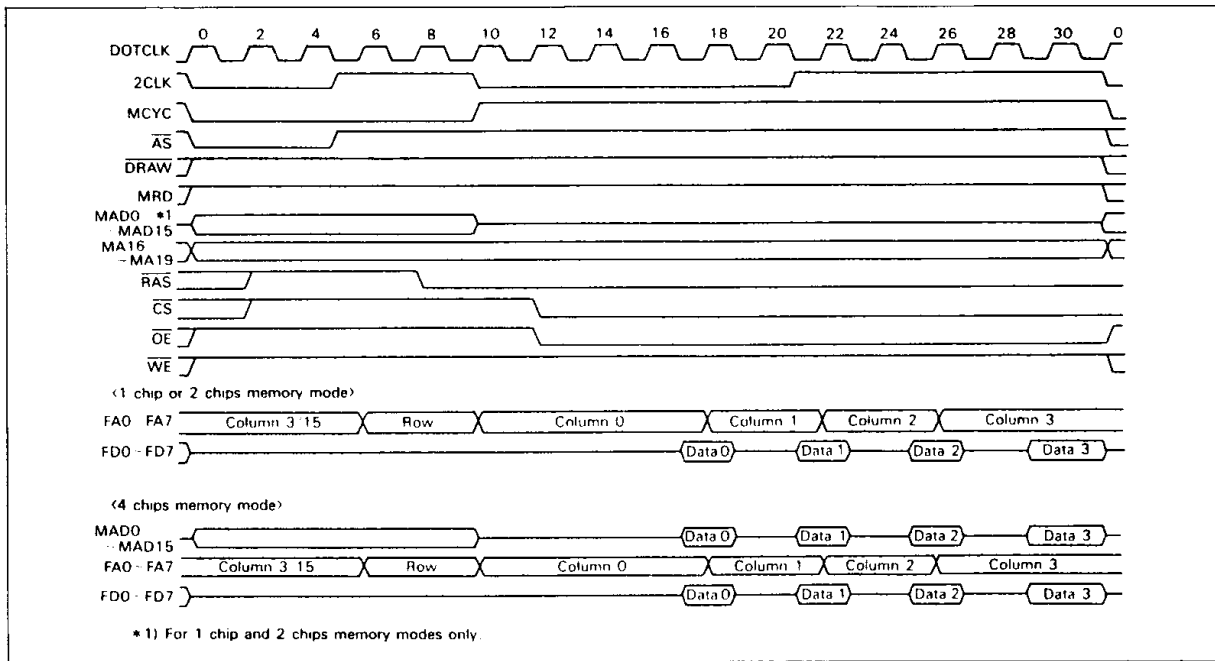 0 2 4 6 8 10 12 14 16 18 20 22 24 26 28 30 0
DOTCLK
2CLK
MCYC
AS
DRAW
MRD
MAD0 *1
~MAD15
MA16
~MA19
RAS
CS
OE
WE
<1 chip or 2 chips memory mode>
FA0 FA7 Column 3 15 Row Column 0 Column 1 Column 2 Column 3
FD0~FD7 Data 0 Data 1 Data 2 Data 3
<4 chips memory mode>
MAD0
~MAD15 Data 0 Data 1 Data 2 Data 3
FA0~FA7 Column 3 15 Row Column 0 Column 1 Column 2 Column 3
FD0~FD7 Data 0 Data 1 Data 2 Data 3
*1) For 1 chip and 2 chips memory modes only.